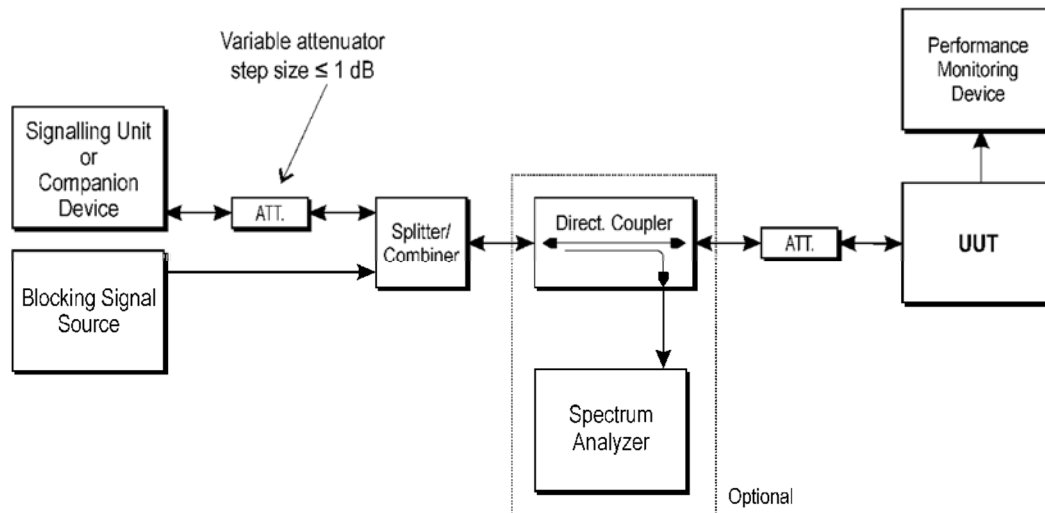 Variable attenuator
step size ≤ 1 dB
Performance
Monitoring
Device
Signalling Unit
or
Companion
Device
ATT.
Splitter/
Combiner
Direct. Coupler
ATT.
UUT
Blocking Signal
Source
Spectrum
Analyzer
Optional